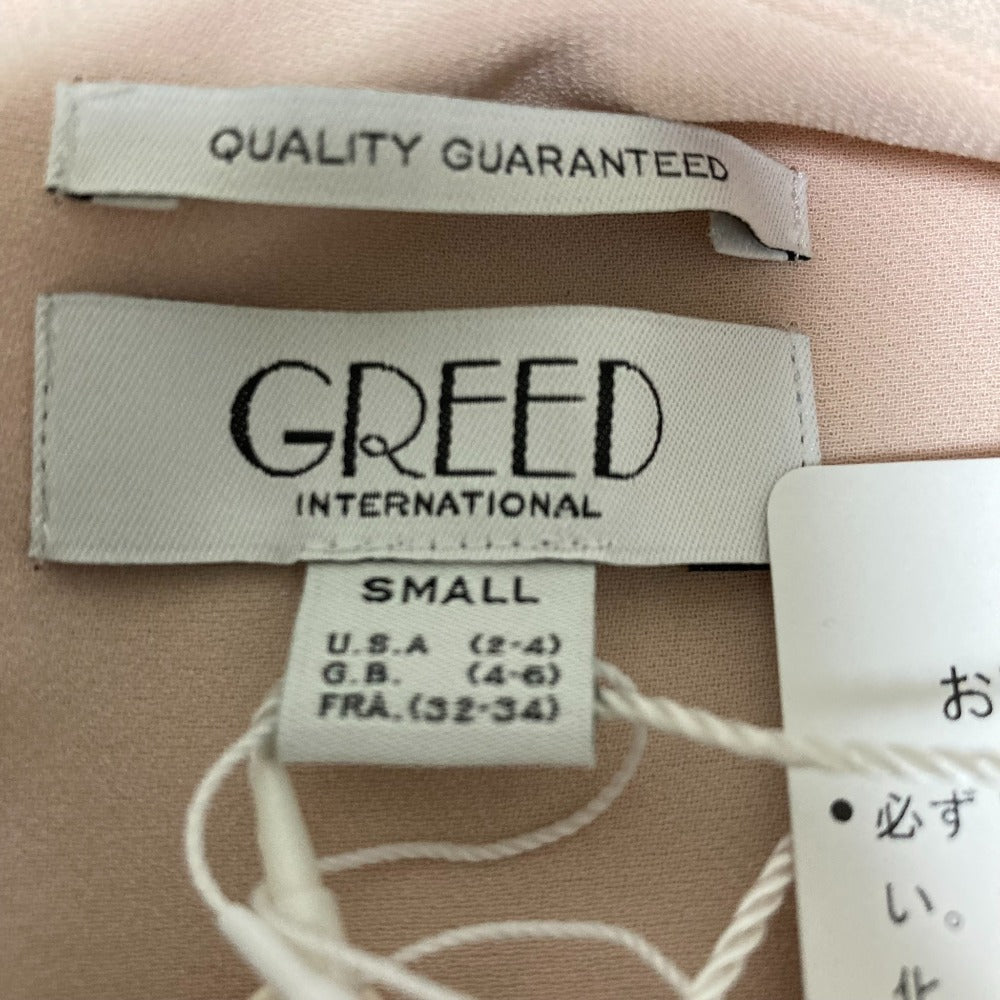 QUALITY GUARANTEED
GREED
INTERNATIONAL
SMALL
U.S.A (2-4)
G.B. (4-6)
FRA.(32-34)
お
• 必ず
い。